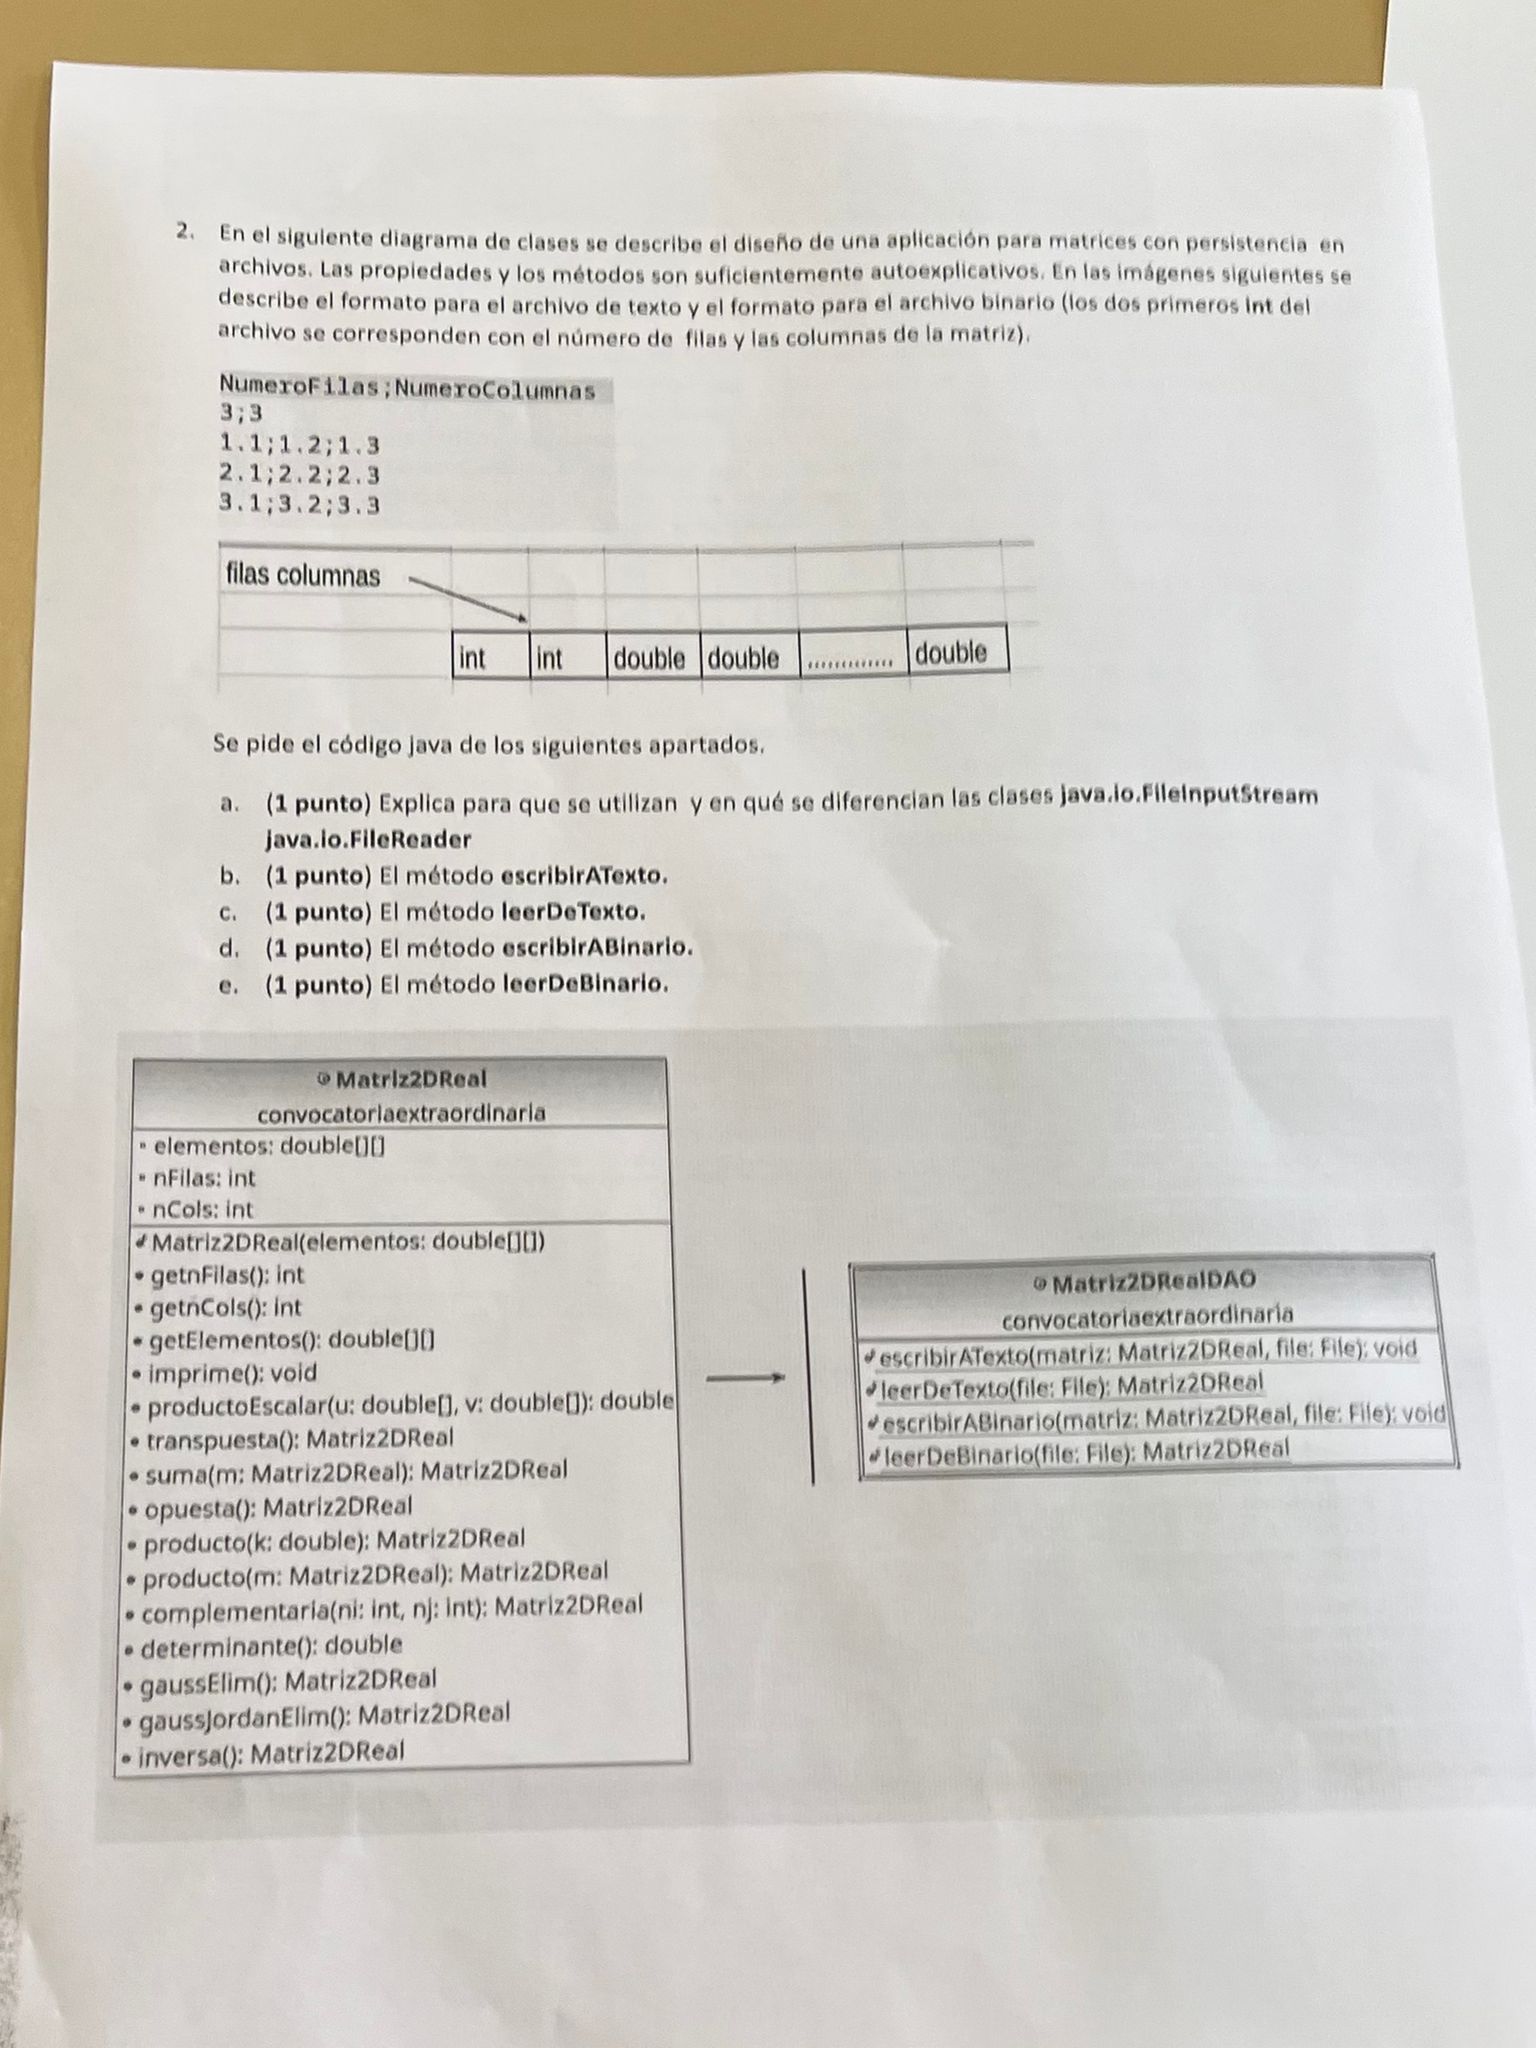 2. En el siguiente diagrama de clases se describe el diseño de una aplicación para matrices con persistencia en
archivos. Las propiedades y los métodos son suficientemente autoexplicativos. En las imágenes siguientes se
describe el formato para el archivo de texto y el formato para el archivo binario (los dos primeros int del
archivo se corresponden con el número de filas y las columnas de la matriz).
NumeroFilas;NumeroColumnas
3;3
1.1;1.2;1.3
2.1;2.2;2.3
3.1;3.2;3.3
filas columnas
int int double double ............. double
Se pide el código java de los siguientes apartados.
a. (1 punto) Explica para que se utilizan y en qué se diferencian las clases java.io.FileInputStream
java.io.FileReader
b. (1 punto) El método escribirATexto.
c. (1 punto) El método leerDeTexto.
d. (1 punto) El método escribirABinario.
e. (1 punto) El método leerDeBinario.
Matriz2DReal
convocatoriaextraordinaria
elementos: double[][]
nFilas: int
nCols: int
Matriz2DReal(elementos: double[][])
getnFilas(): int
getnCols(): int
getElementos(): double[][]
imprime(): void
productoEscalar(u: double[], v: double[]): double
transpuesta(): Matriz2DReal
suma(m: Matriz2DReal): Matriz2DReal
opuesta(): Matriz2DReal
producto(k: double): Matriz2DReal
producto(m: Matriz2DReal): Matriz2DReal
complementaria(ni: int, nj: int): Matriz2DReal
determinante(): double
gaussElim(): Matriz2DReal
gaussJordanElim(): Matriz2DReal
inversa(): Matriz2DReal
Matriz2DRealDAO
convocatoriaextraordinaria
escribirATexto(matriz: Matriz2DReal, file: File): void
leerDeTexto(file: File): Matriz2DReal
escribirABinario(matriz: Matriz2DReal, file: File): void
leerDeBinario(file: File): Matriz2DReal